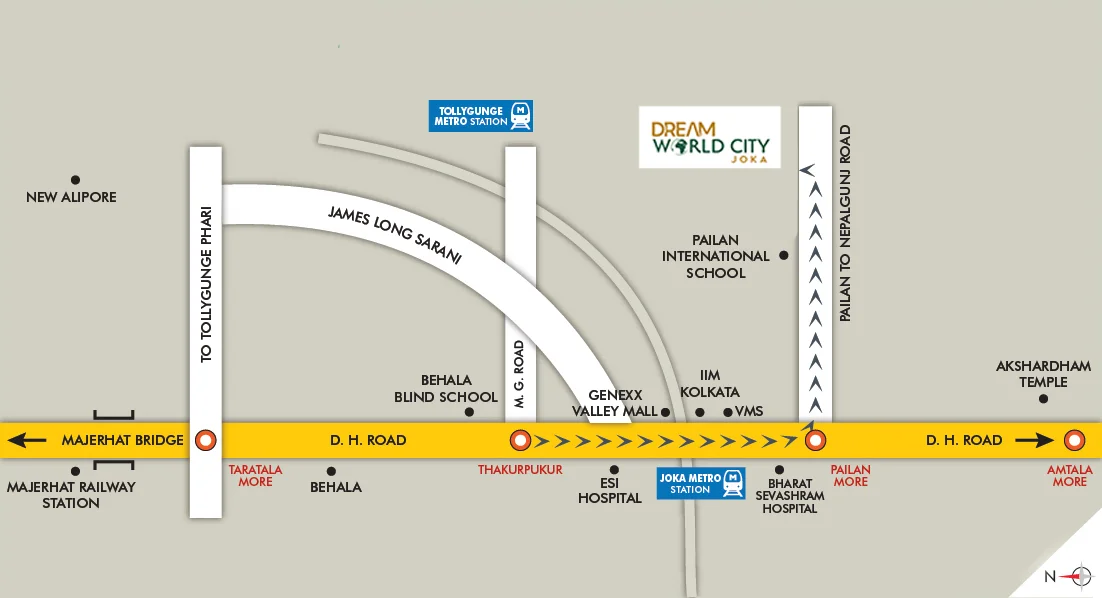 TOLLYGUNGE
METRO STATION
DREAM
WORLD CITY
JOKA
NEW ALIPORE
TO TOLLYGUNGE PHARI
JAMES LONG SARANI
M. G. ROAD
PAILAN
INTERNATIONAL
SCHOOL
PAILAN TO NEPALGUNJ ROAD
BEHALA
BLIND SCHOOL
GENEXX
VALLEY MALL
IIM
KOLKATA
VMS
AKSHARDHAM
TEMPLE
MAJERHAT BRIDGE
D. H. ROAD
D. H. ROAD
MAJERHAT RAILWAY
STATION
TARATALA
MORE
BEHALA
THAKURPUKUR
ESI
HOSPITAL
JOKA METRO
STATION
BHARAT
SEVASHRAM
HOSPITAL
PAILAN
MORE
AMTALA
MORE
N